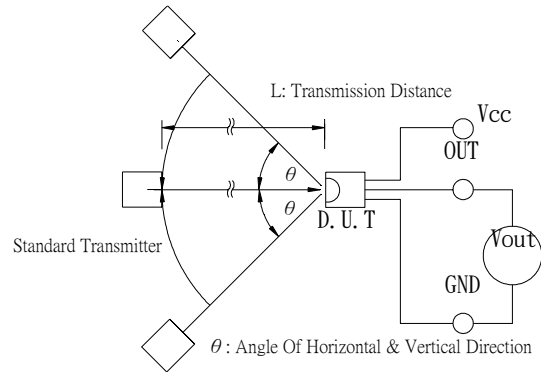 L: Transmission Distance
Vcc
OUT
θ
θ
D.U.T
Standard Transmitter
Vout
GND
θ : Angle Of Horizontal & Vertical Direction